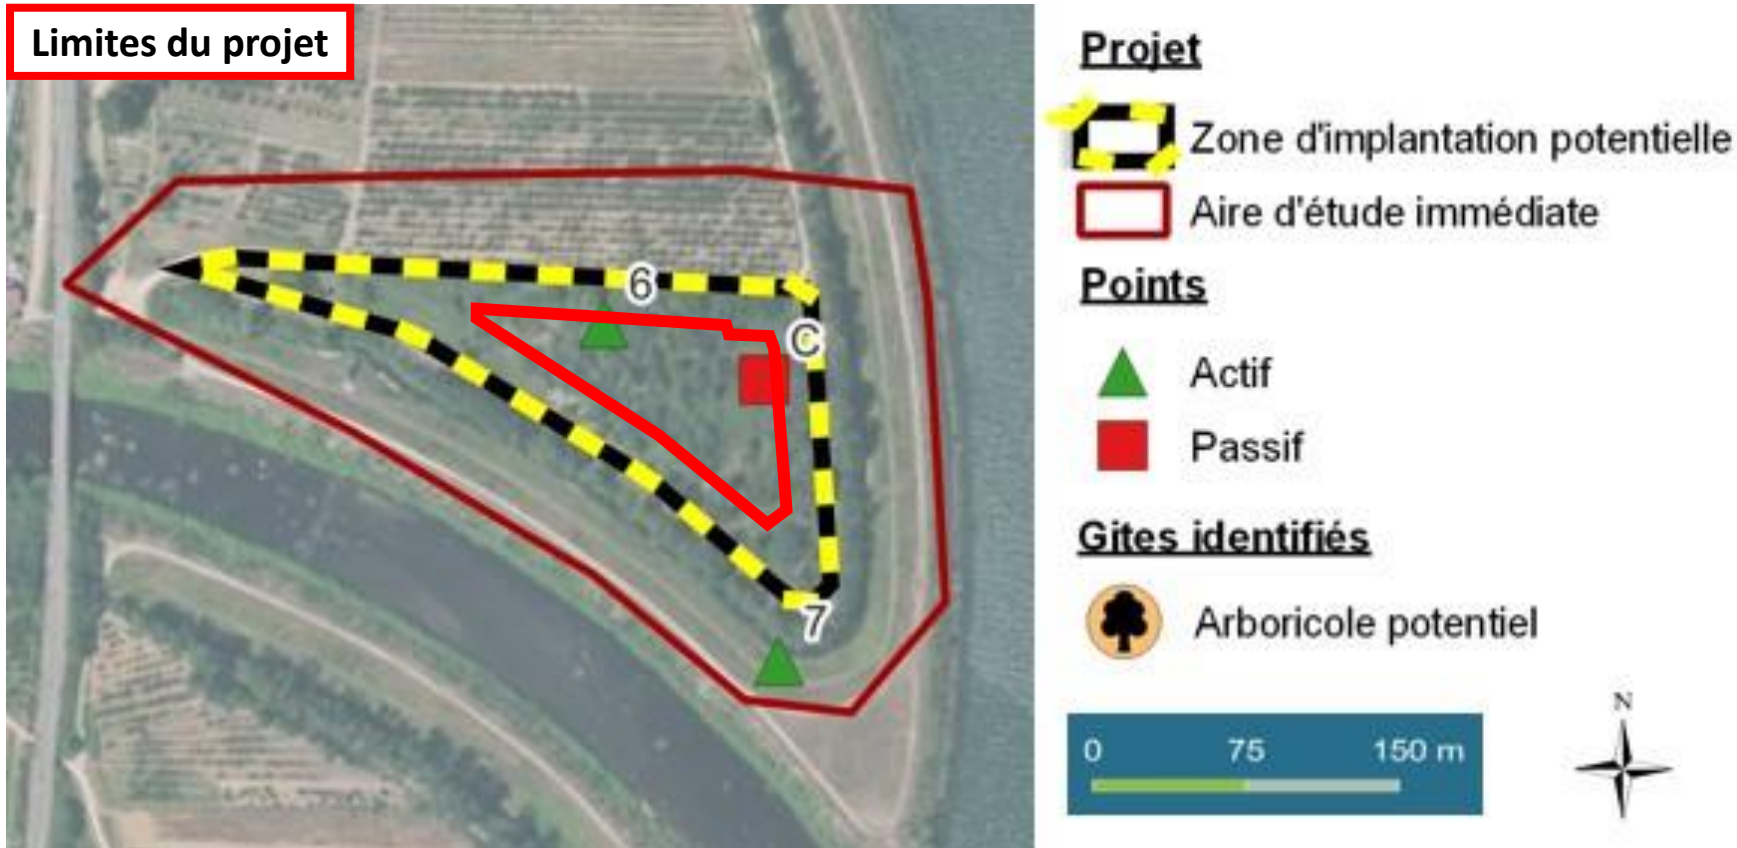 Limites du projet
Projet
Zone d'implantation potentielle
Aire d'étude immédiate
Points
Actif
Passif
Gites identifiés
Arboricole potentiel
0 75 150 m
N
6
C
7